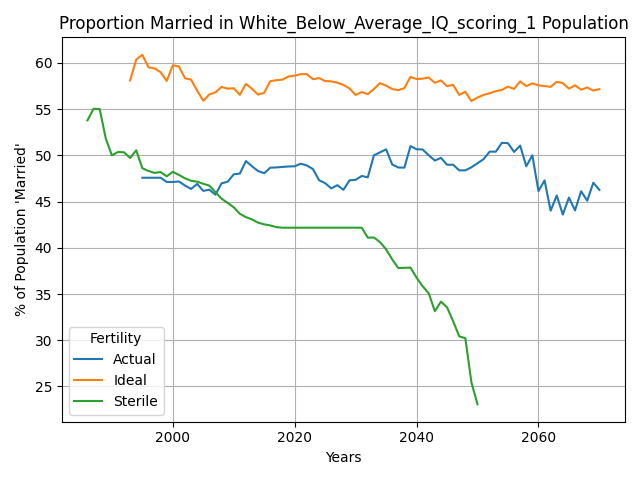 Proportion Married in White_Below_Average_IQ_scoring_1 Population
60
55
50
45
40
35
30
25
% of Population 'Married'
Fertility
Actual
Ideal
Sterile
2000 2020 2040 2060
Years